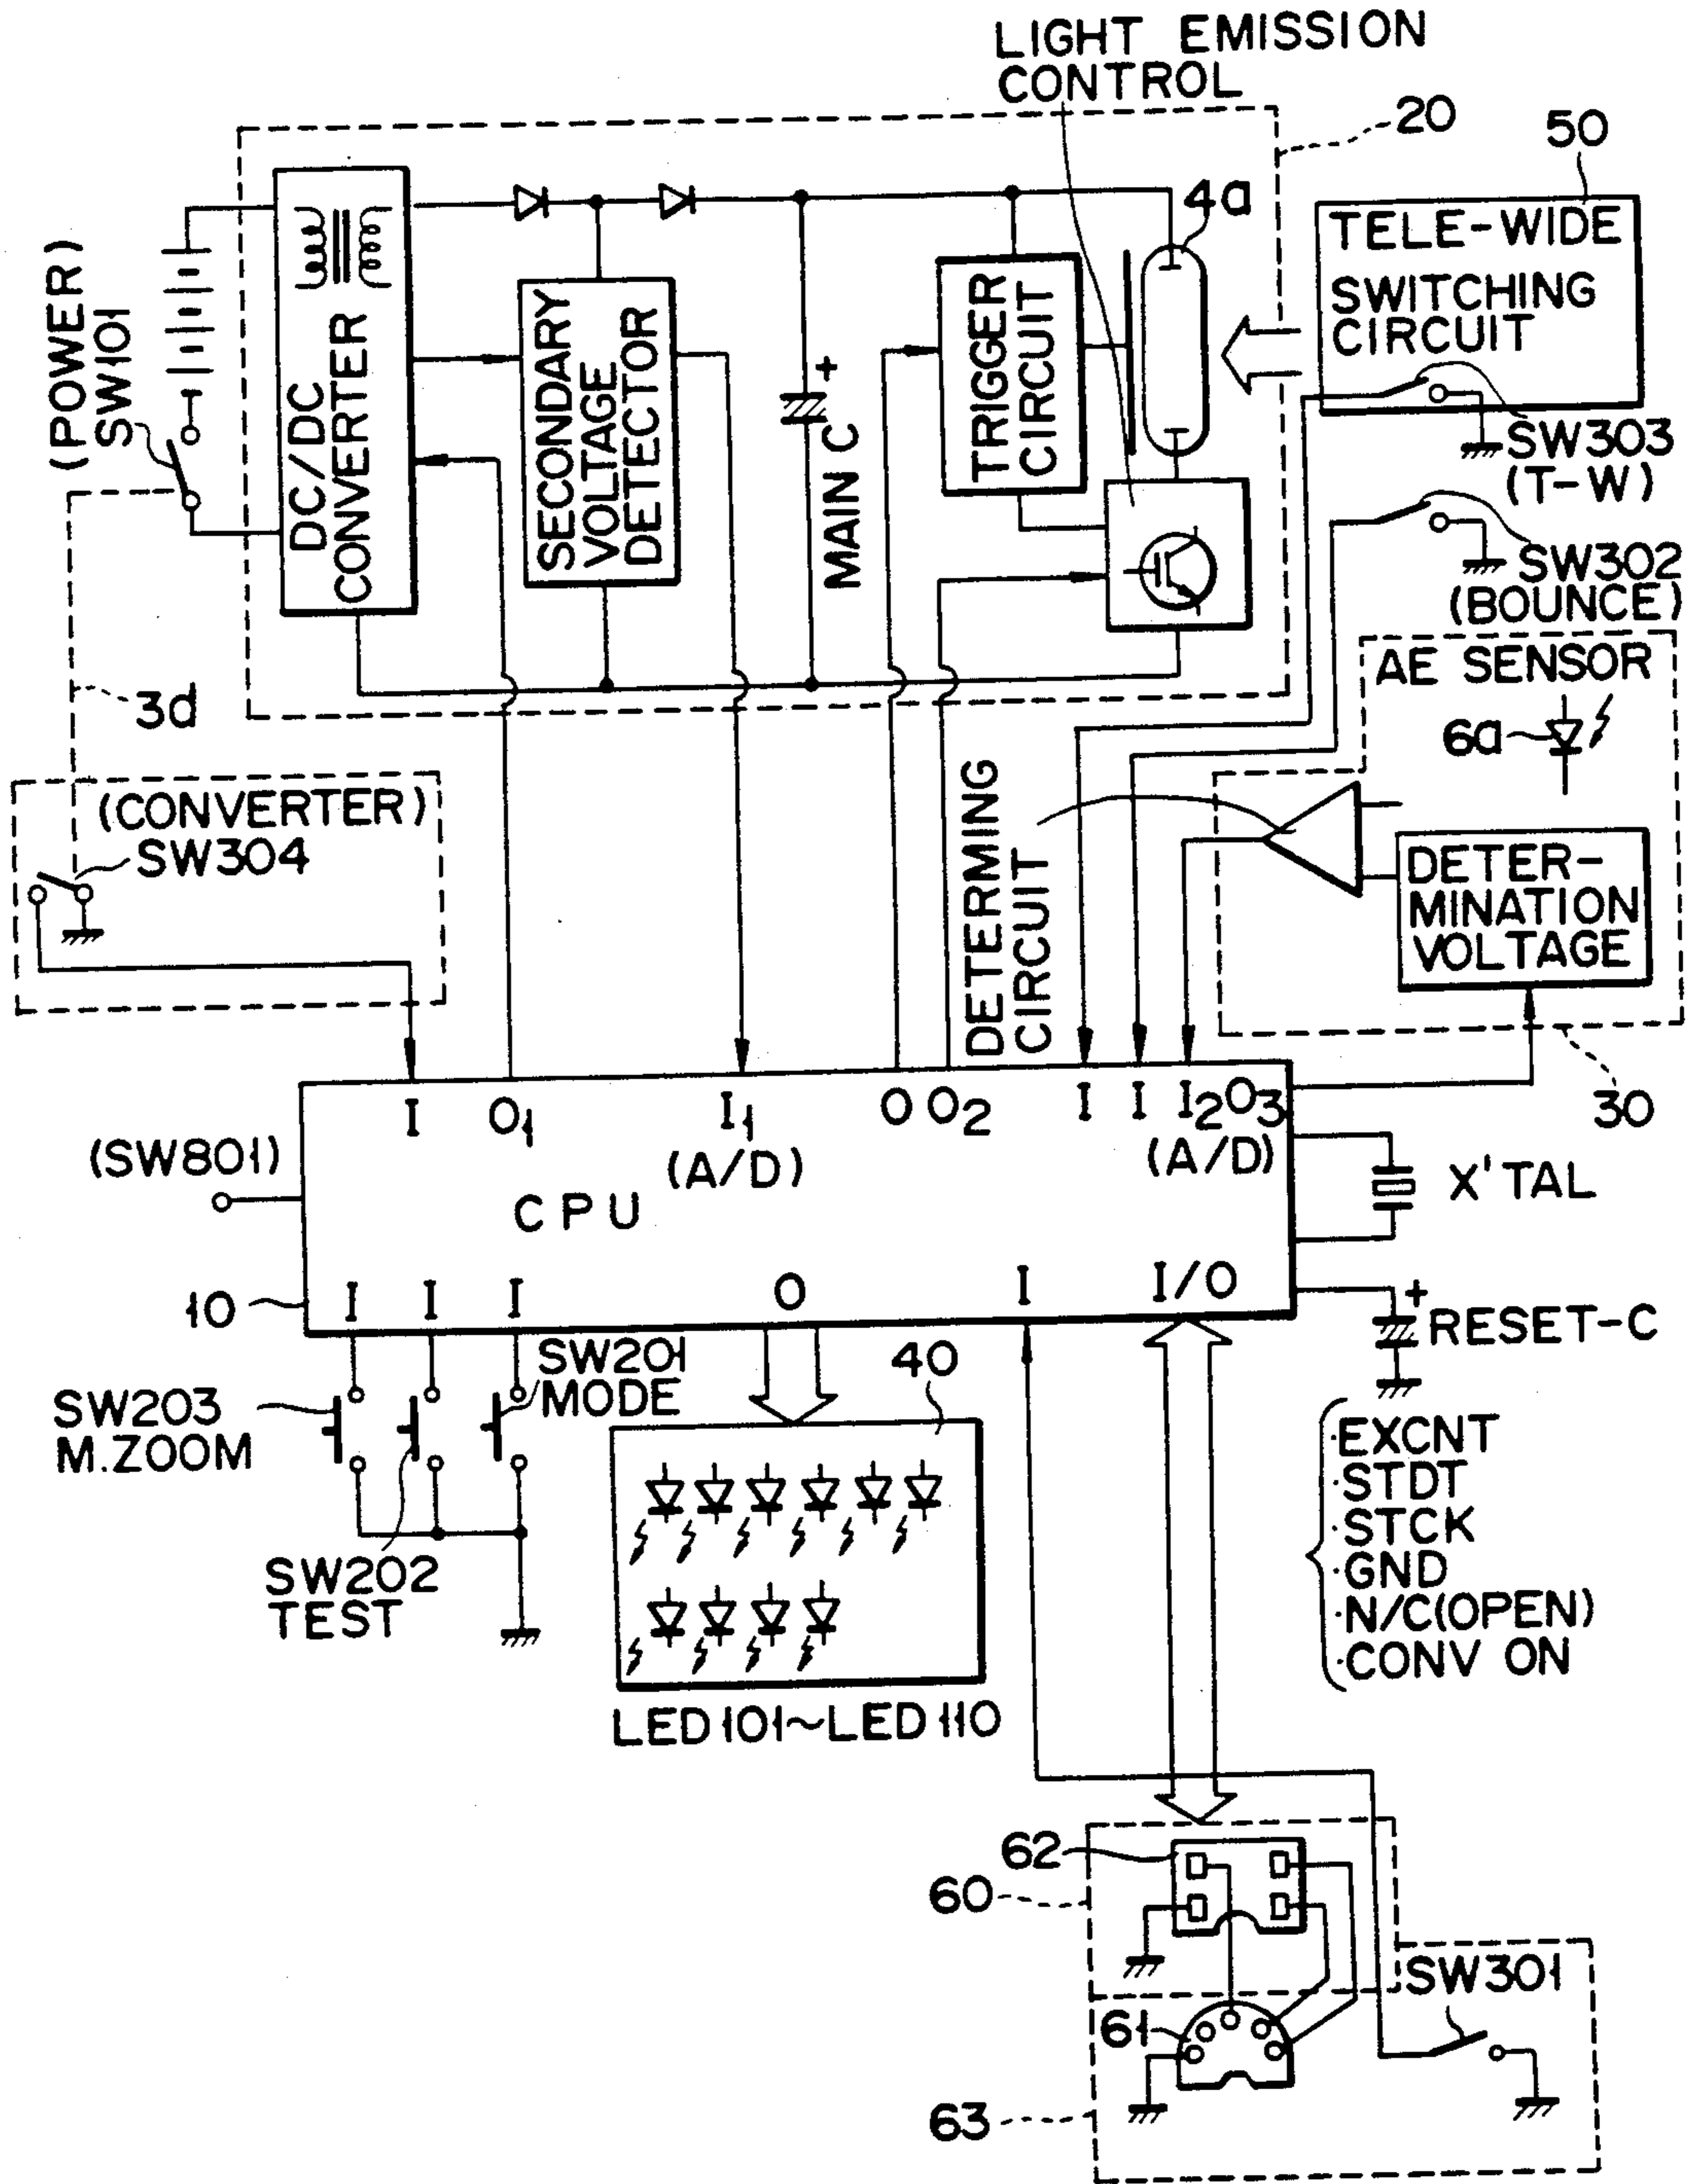 LIGHT EMISSION
CONTROL
20
50
4a
TELE-WIDE
SWITCHING
CIRCUIT
(POWER)
SW101
DC/DC
CONVERTER
SECONDARY
VOLTAGE
DETECTOR
+
MAIN C
TRIGGER
CIRCUIT
SW303
(T-W)
SW302
(BOUNCE)
AE SENSOR
6a
3d
(CONVERTER)
SW304
DETERMING
CIRCUIT
DETER-
MINATION
VOLTAGE
30
I O1 I1 O O2 I I I2 O3
(A/D) (A/D)
(SW801)
CPU
X'TAL
10
I I I O I I/O
+
RESET-C
SW203
M.ZOOM
SW201
MODE
40
SW202
TEST
·EXCNT
·STDT
·STCK
·GND
·N/C(OPEN)
·CONV ON
LED101~LED110
62
60
SW301
61
63